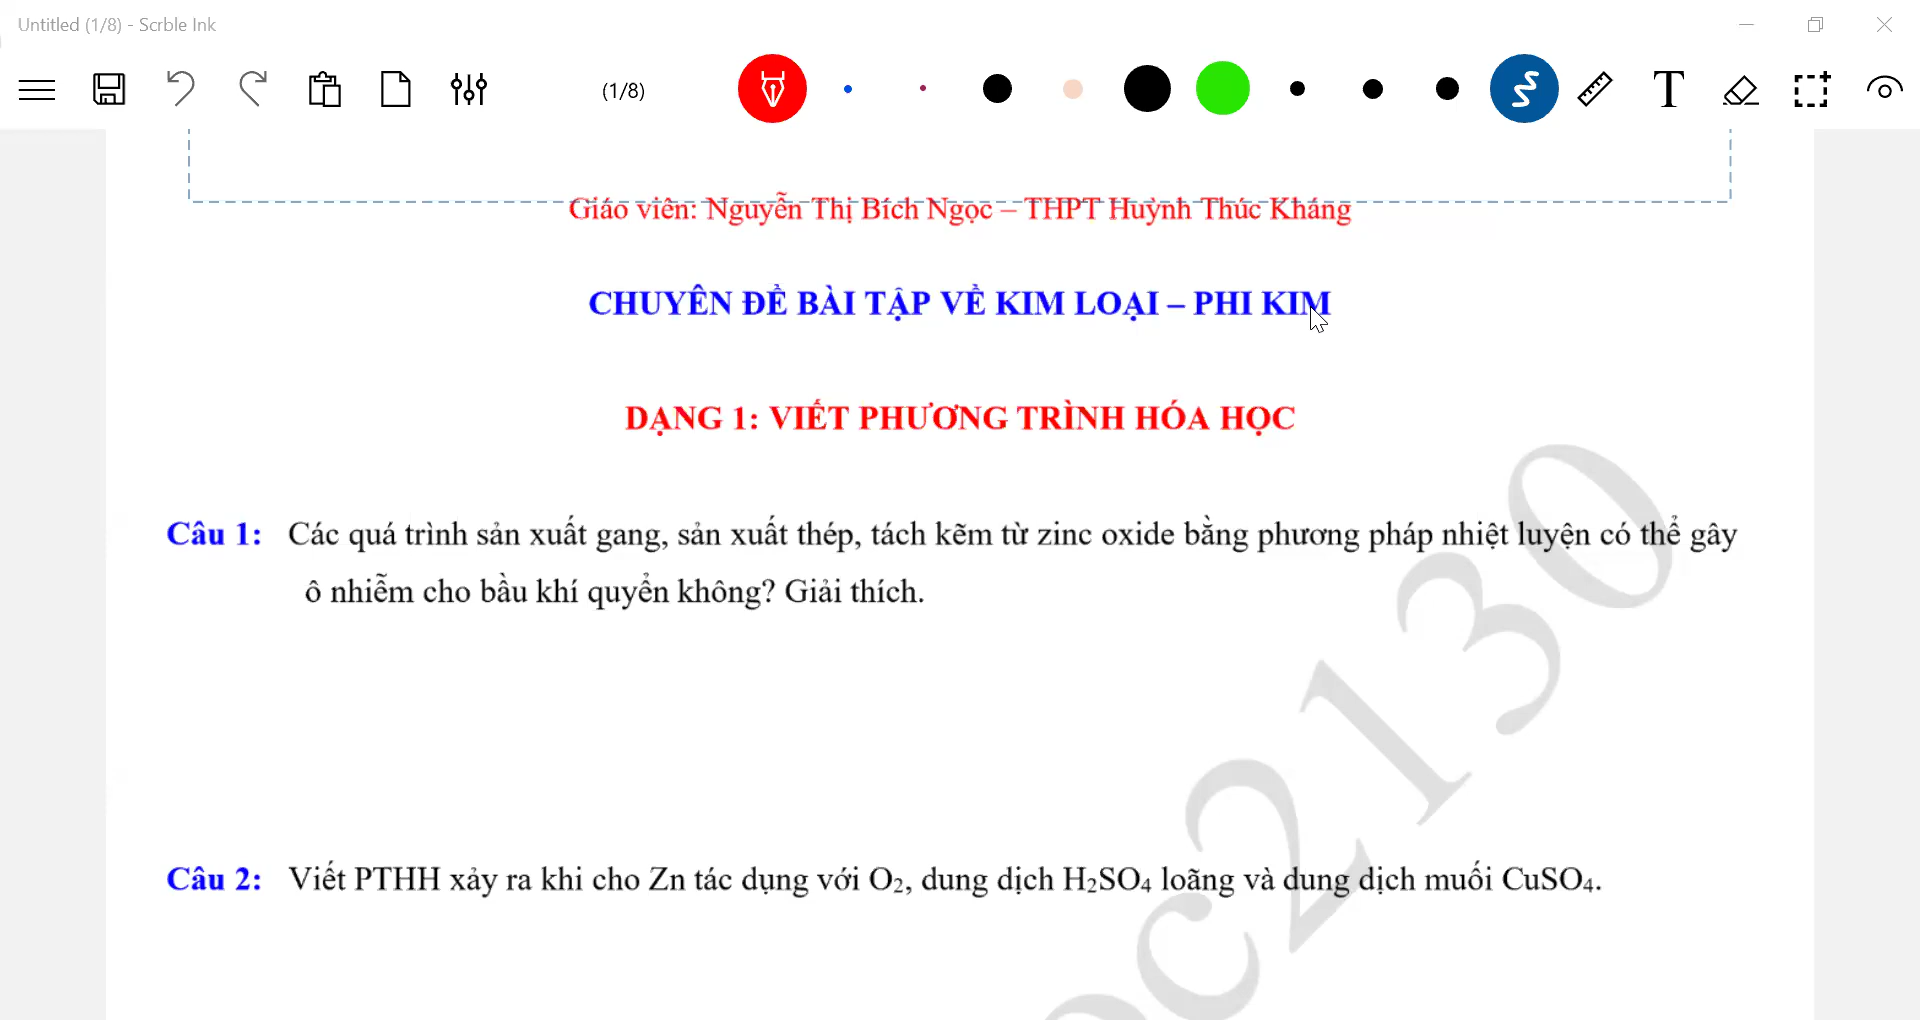 Untitled (1/8) - Scrble Ink
(1/8)
T
Giáo viên: Nguyễn Thị Bích Ngọc – THPT Huỳnh Thúc Kháng
CHUYÊN ĐỀ BÀI TẬP VỀ KIM LOẠI – PHI KIM
DẠNG 1: VIẾT PHƯƠNG TRÌNH HÓA HỌC
Câu 1: Các quá trình sản xuất gang, sản xuất thép, tách kẽm từ zinc oxide bằng phương pháp nhiệt luyện có thể gây
ô nhiễm cho bầu khí quyển không? Giải thích.
Câu 2: Viết PTHH xảy ra khi cho Zn tác dụng với O₂, dung dịch H₂SO₄ loãng và dung dịch muối CuSO₄.
c2130